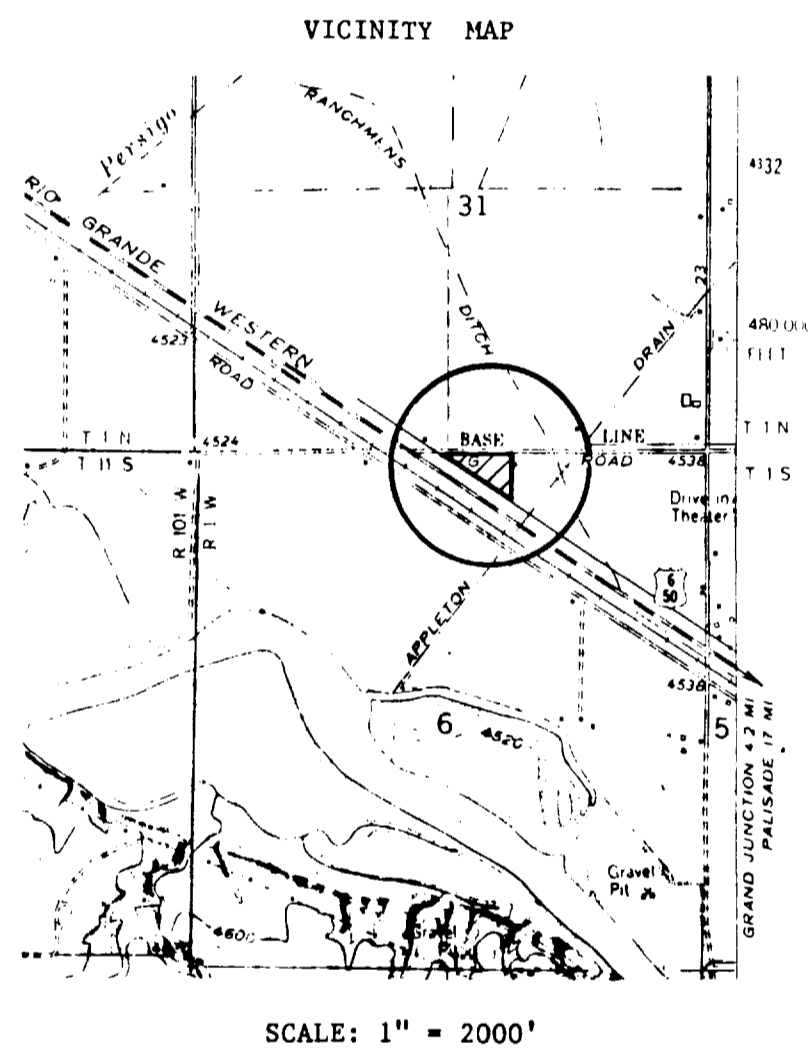 VICINITY MAP
RANCHMENS
Persigo
4332
31
RIO GRANDE WESTERN
23
DITCH
DRAIN
480 000
FEET
4523
ROAD
BASE LINE
T 1 N
T 1 N
4524
ROAD
4538
T 11 S
T 1 S
Drive in
Theater
R 101 W
R 1 W
6
50
APPLETON
4538
6
5
4520
GRAND JUNCTION 4.2 MI
PALISADE 17 MI
Gravel
Pit
4600
Gravel
SCALE: 1" = 2000'